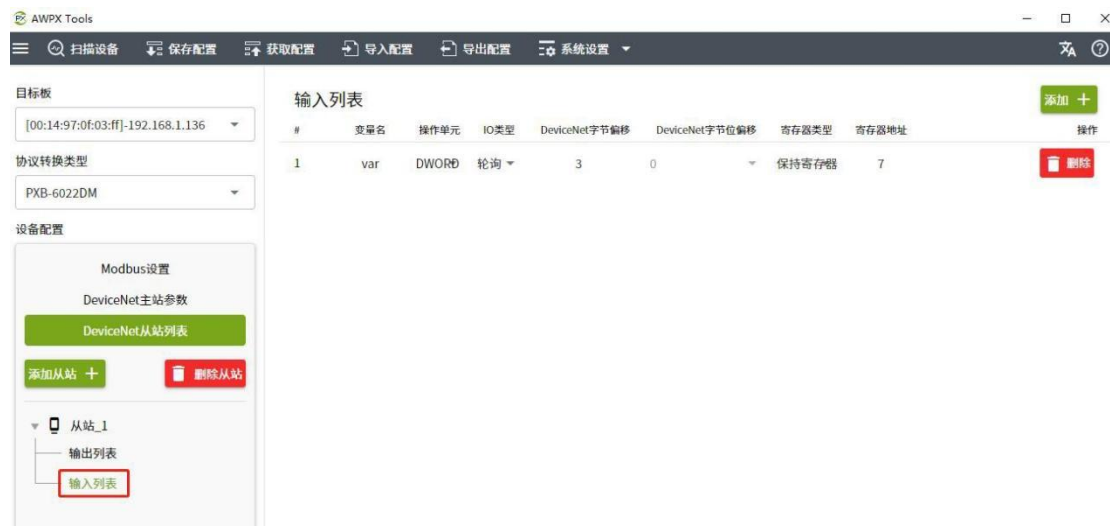 AWPX Tools
扫描设备 保存配置 获取配置 导入配置 导出配置 系统设置
目标板
[00:14:97:0f:03:ff]-192.168.1.136
协议转换类型
PXB-6022DM
设备配置
Modbus设置
DeviceNet主站参数
DeviceNet从站列表
添加从站 删除从站
从站_1
输出列表
输入列表
输入列表 添加
# 变量名 操作单元 IO类型 DeviceNet字节偏移 DeviceNet字节位偏移 寄存器类型 寄存器地址 操作
1 var DWORD 轮询 3 0 保持寄存器 7 删除